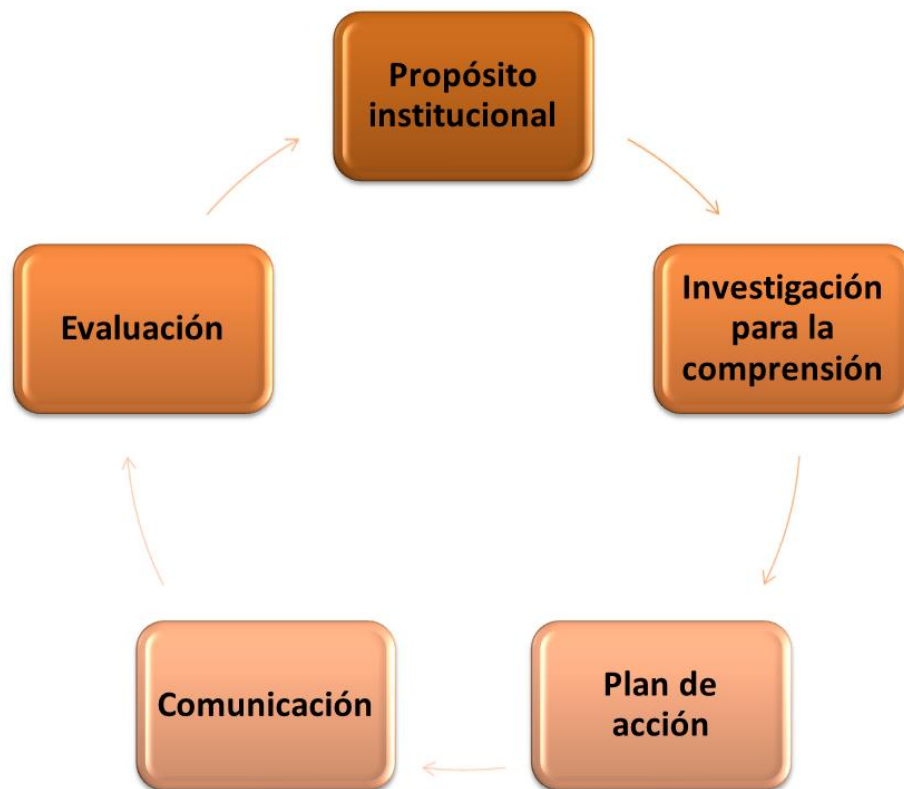 Propósito
institucional
Investigación
para la
comprensión
Plan de
acción
Comunicación
Evaluación